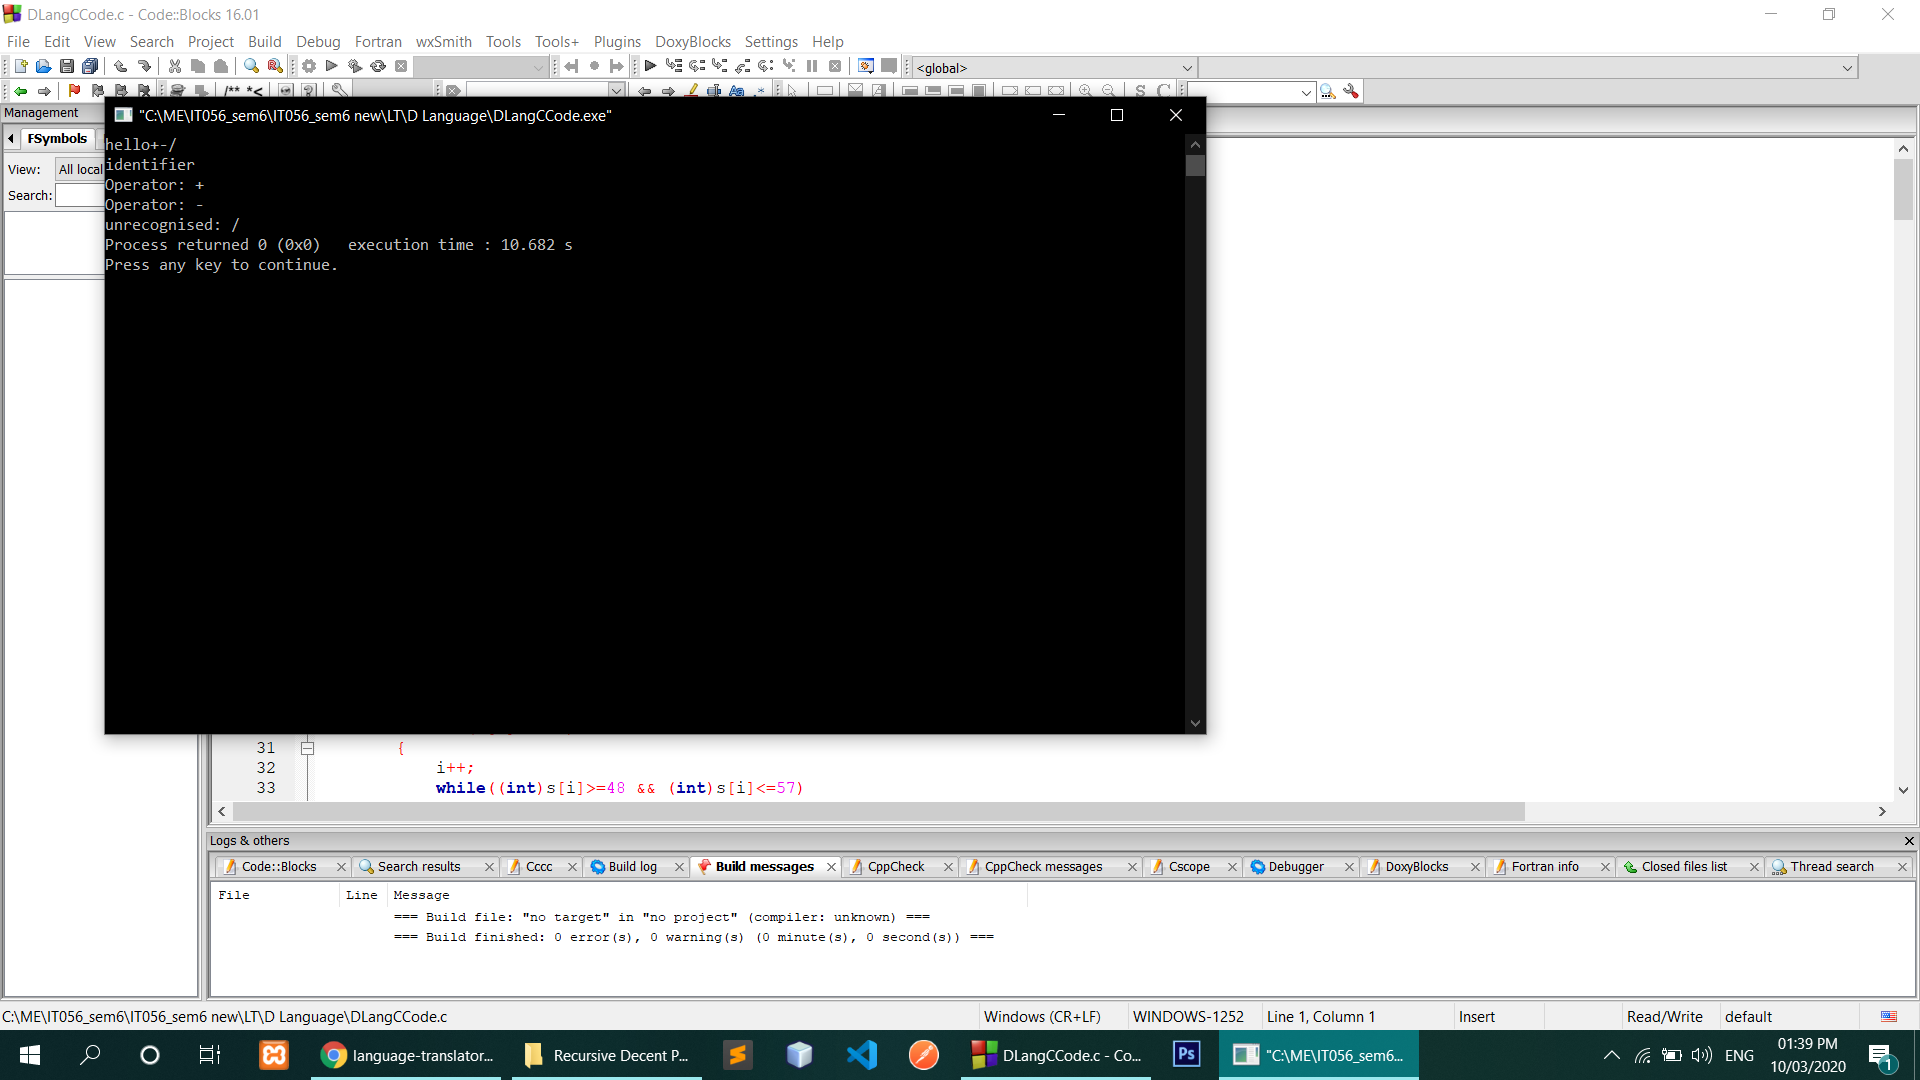 DLangCCode.c - Code::Blocks 16.01
File Edit View Search Project Build Debug Fortran wxSmith Tools Tools+ Plugins DoxyBlocks Settings Help
<global>
/** *<
Management
FSymbols
View: All local
Search:
"C:\ME\IT056_sem6\IT056_sem6 new\LT\D Language\DLangCCode.exe"
hello+-/
identifier
Operator: +
Operator: -
unrecognised: /
Process returned 0 (0x0)   execution time : 10.682 s
Press any key to continue.
31 {
32 i++;
33 while((int)s[i]>=48 && (int)s[i]<=57)
Logs & others
Code::Blocks Search results Cccc Build log Build messages CppCheck CppCheck messages Cscope Debugger DoxyBlocks Fortran info Closed files list Thread search
File Line Message
=== Build file: "no target" in "no project" (compiler: unknown) ===
=== Build finished: 0 error(s), 0 warning(s) (0 minute(s), 0 second(s)) ===
C:\ME\IT056_sem6\IT056_sem6 new\LT\D Language\DLangCCode.c Windows (CR+LF) WINDOWS-1252 Line 1, Column 1 Insert Read/Write default
language-translator... Recursive Decent P... DLangCCode.c - Co... Ps "C:\ME\IT056_sem6... ENG 01:39 PM
10/03/2020 1